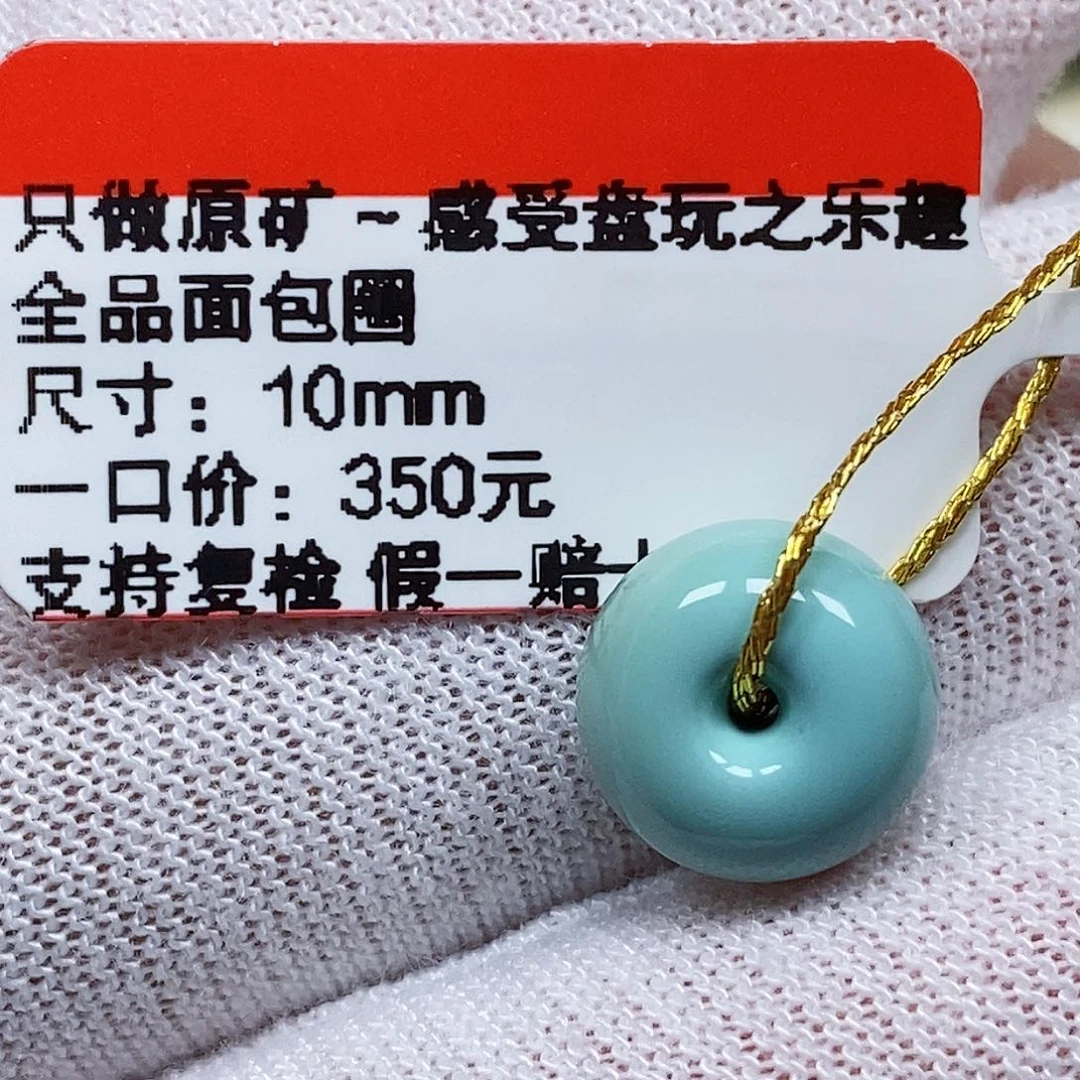 只做原矿~感受盘玩之乐趣
全品面包圈
尺寸：10mm
一口价：350元
支持复检 假一赔